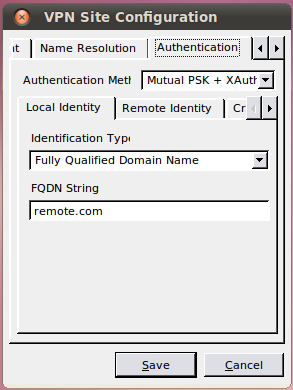 VPN Site Configuration
nt Name Resolution Authentication
Authentication Meth Mutual PSK + XAuth
Local Identity Remote Identity Cr
Identification Type
Fully Qualified Domain Name
FQDN String
remote.com
Save Cancel